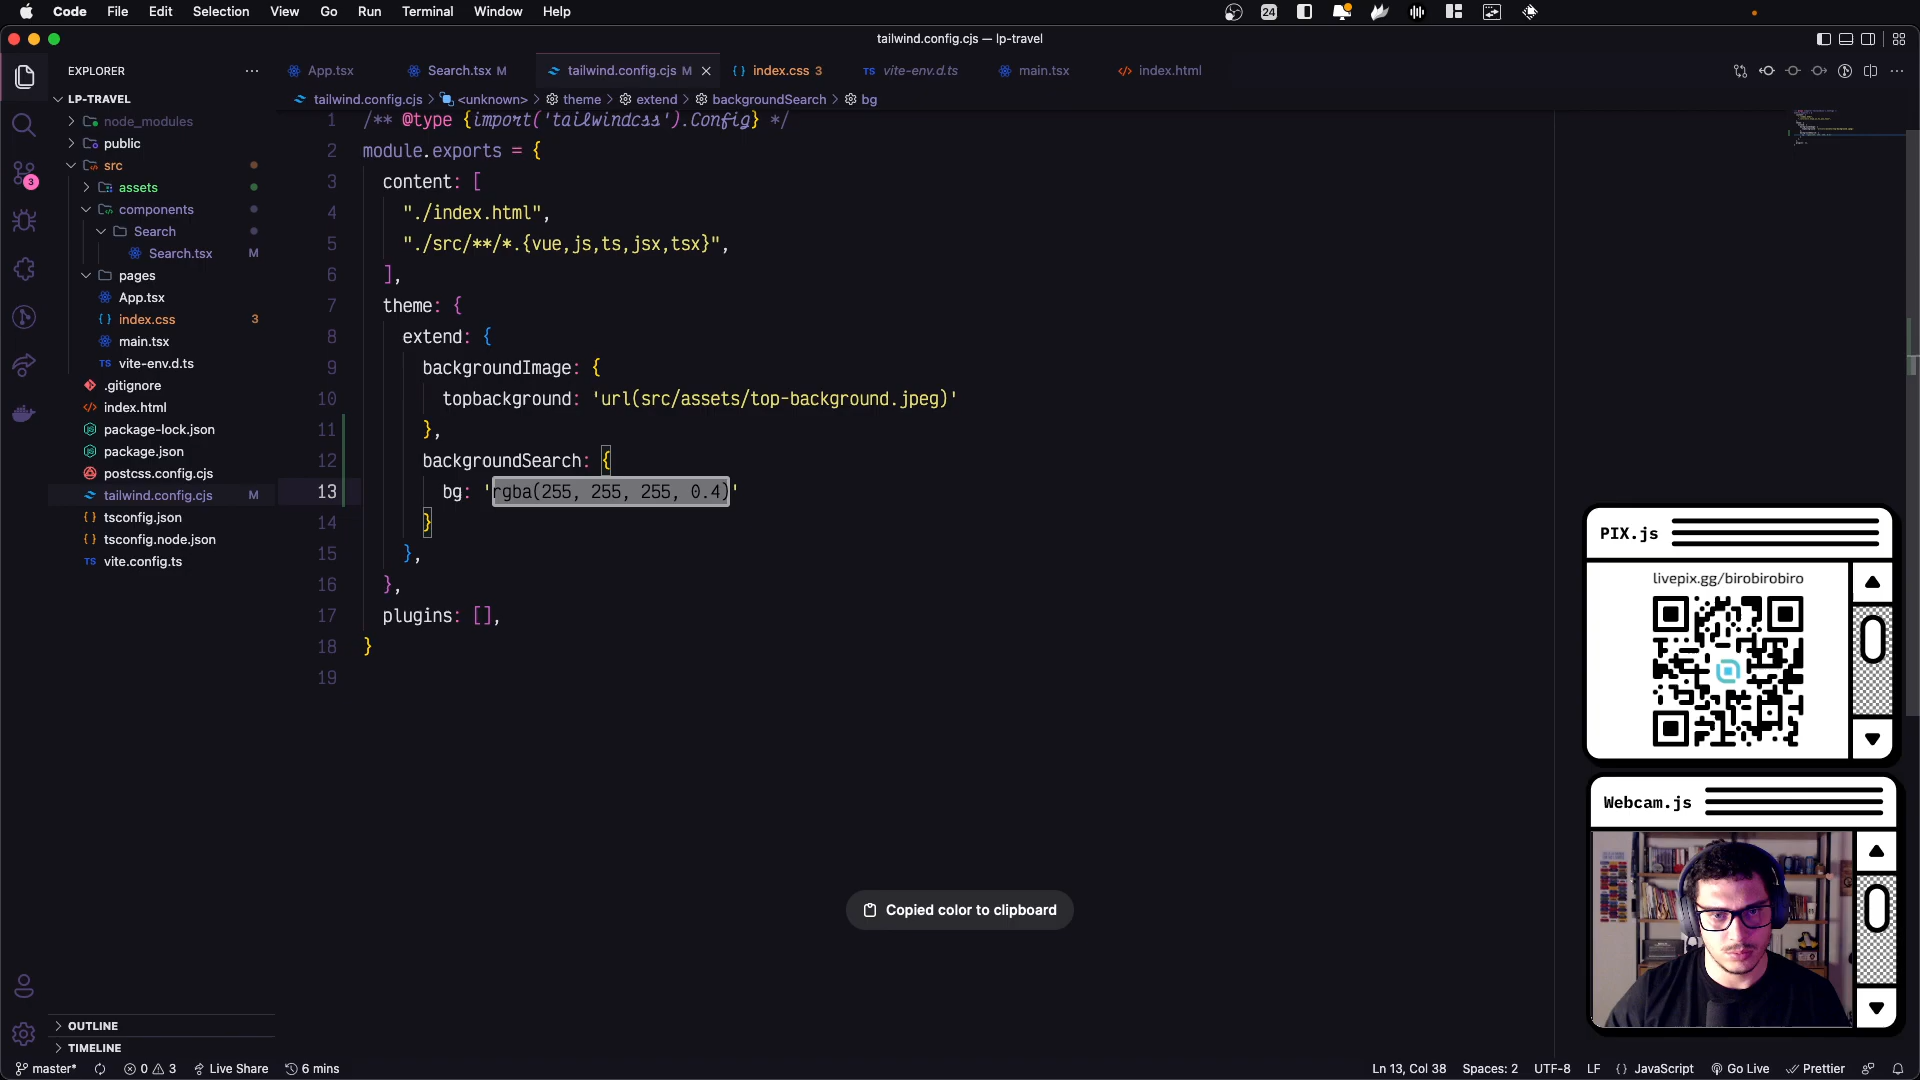 Code File Edit Selection View Go Run Terminal Window Help
24
tailwind.config.cjs — lp-travel
EXPLORER
App.tsx
Search.tsx M
tailwind.config.cjs M
index.css 3
TS vite-env.d.ts
main.tsx
index.html
tailwind.config.cjs > <unknown> > theme > extend > backgroundSearch > bg
LP-TRAVEL
node_modules
public
src
assets
components
Search
Search.tsx M
pages
App.tsx
index.css 3
main.tsx
TS vite-env.d.ts
.gitignore
index.html
package-lock.json
package.json
postcss.config.cjs
tailwind.config.cjs M
tsconfig.json
tsconfig.node.json
TS vite.config.ts
3
1 /** @type {import('tailwindcss').Config} */
2 module.exports = {
3 content: [
4 "./index.html",
5 "./src/**/*.{vue,js,ts,jsx,tsx}",
6 ],
7 theme: {
8 extend: {
9 backgroundImage: {
10 topbackground: 'url(src/assets/top-background.jpeg)'
11 },
12 backgroundSearch: {
13 bg: 'rgba(255, 255, 255, 0.4)'
14 }
15 },
16 },
17 plugins: [],
18 }
19
PIX.js
livepix.gg/birobirobiro
Webcam.js
Copied color to clipboard
OUTLINE
TIMELINE
master* 0 3 Live Share 6 mins
Ln 13, Col 38 Spaces: 2 UTF-8 LF { } JavaScript Go Live Prettier